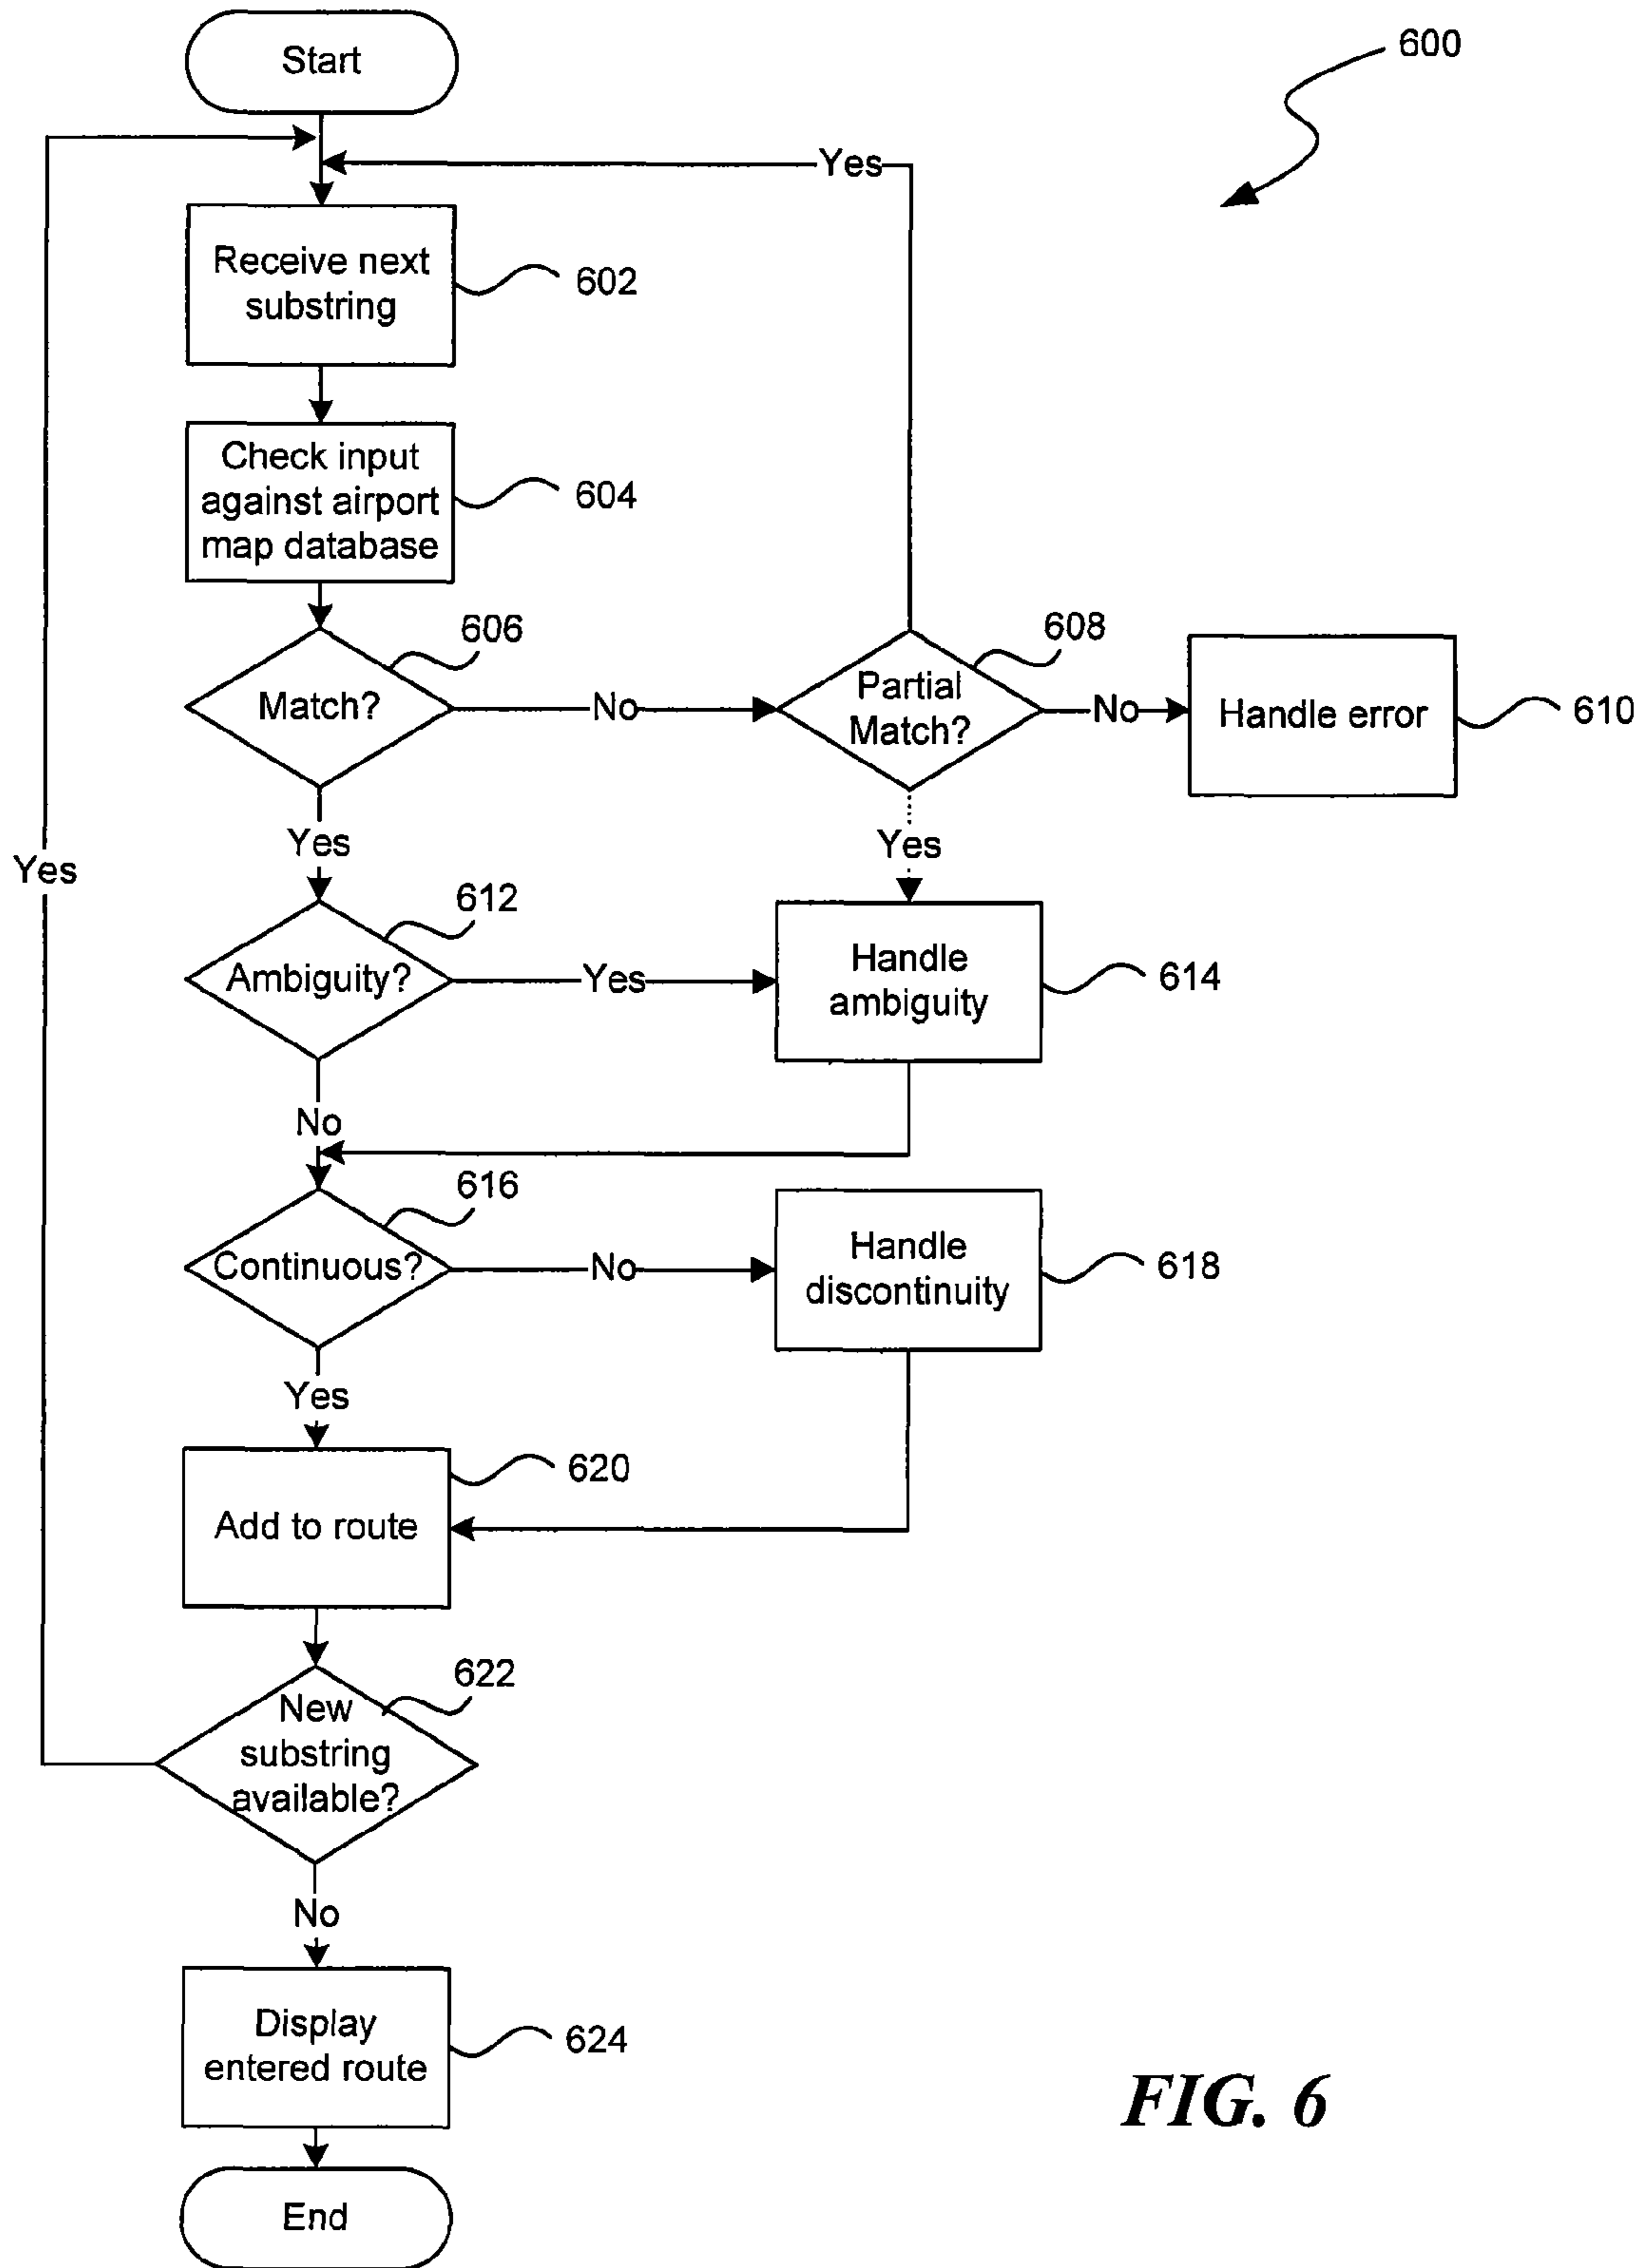 Start
600
Yes
Receive next
substring
602
Check input
against airport
map database
604
606
Match?
No
608
Partial
Match?
No
Handle error
610
Yes
Yes
Yes
612
Ambiguity?
Yes
Handle
ambiguity
614
No
616
Continuous?
No
Handle
discontinuity
618
Yes
620
Add to route
622
New
substring
available?
No
Display
entered route
624
End
FIG. 6